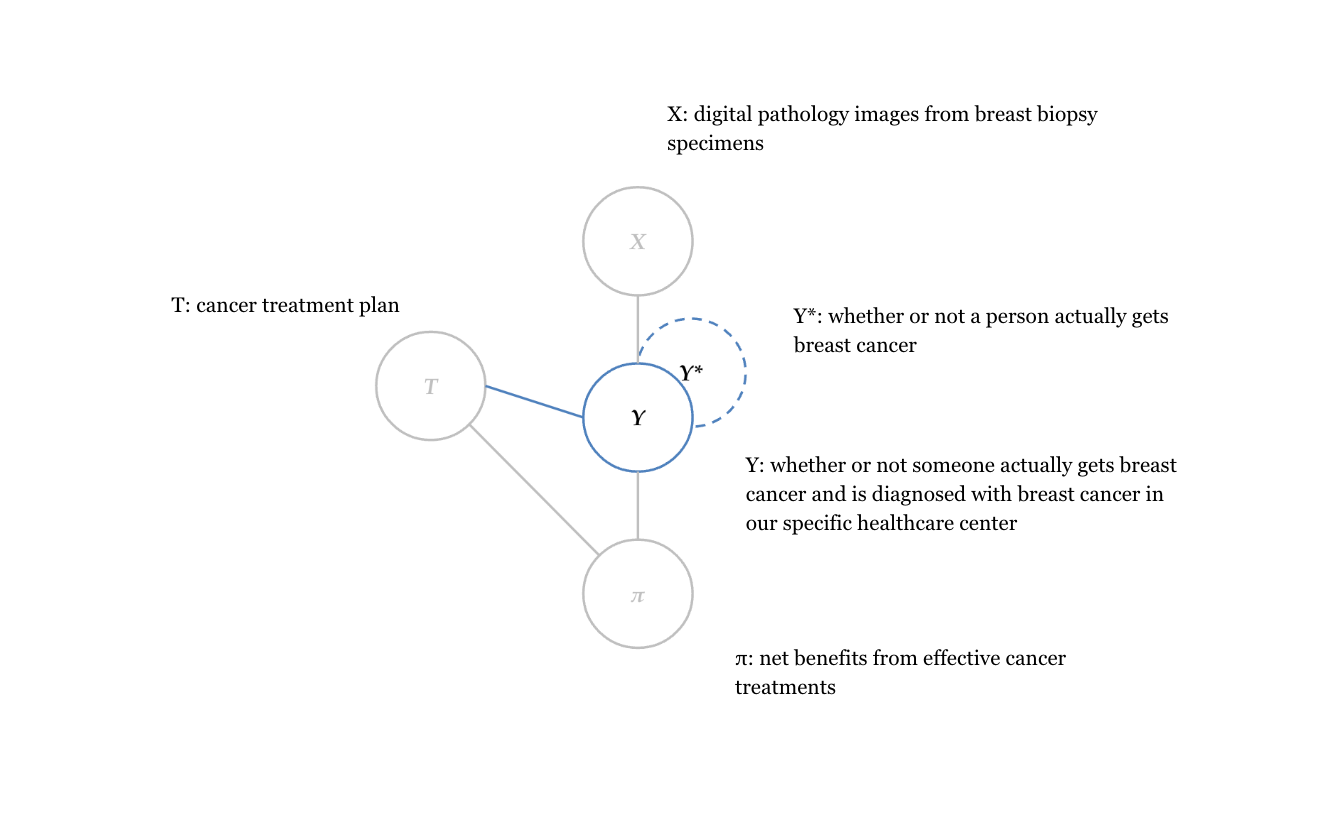 X: digital pathology images from breast biopsy
specimens
X
T: cancer treatment plan
Y*: whether or not a person actually gets
breast cancer
T
Y*
Y
Y: whether or not someone actually gets breast
cancer and is diagnosed with breast cancer in
our specific healthcare center
π
π: net benefits from effective cancer
treatments